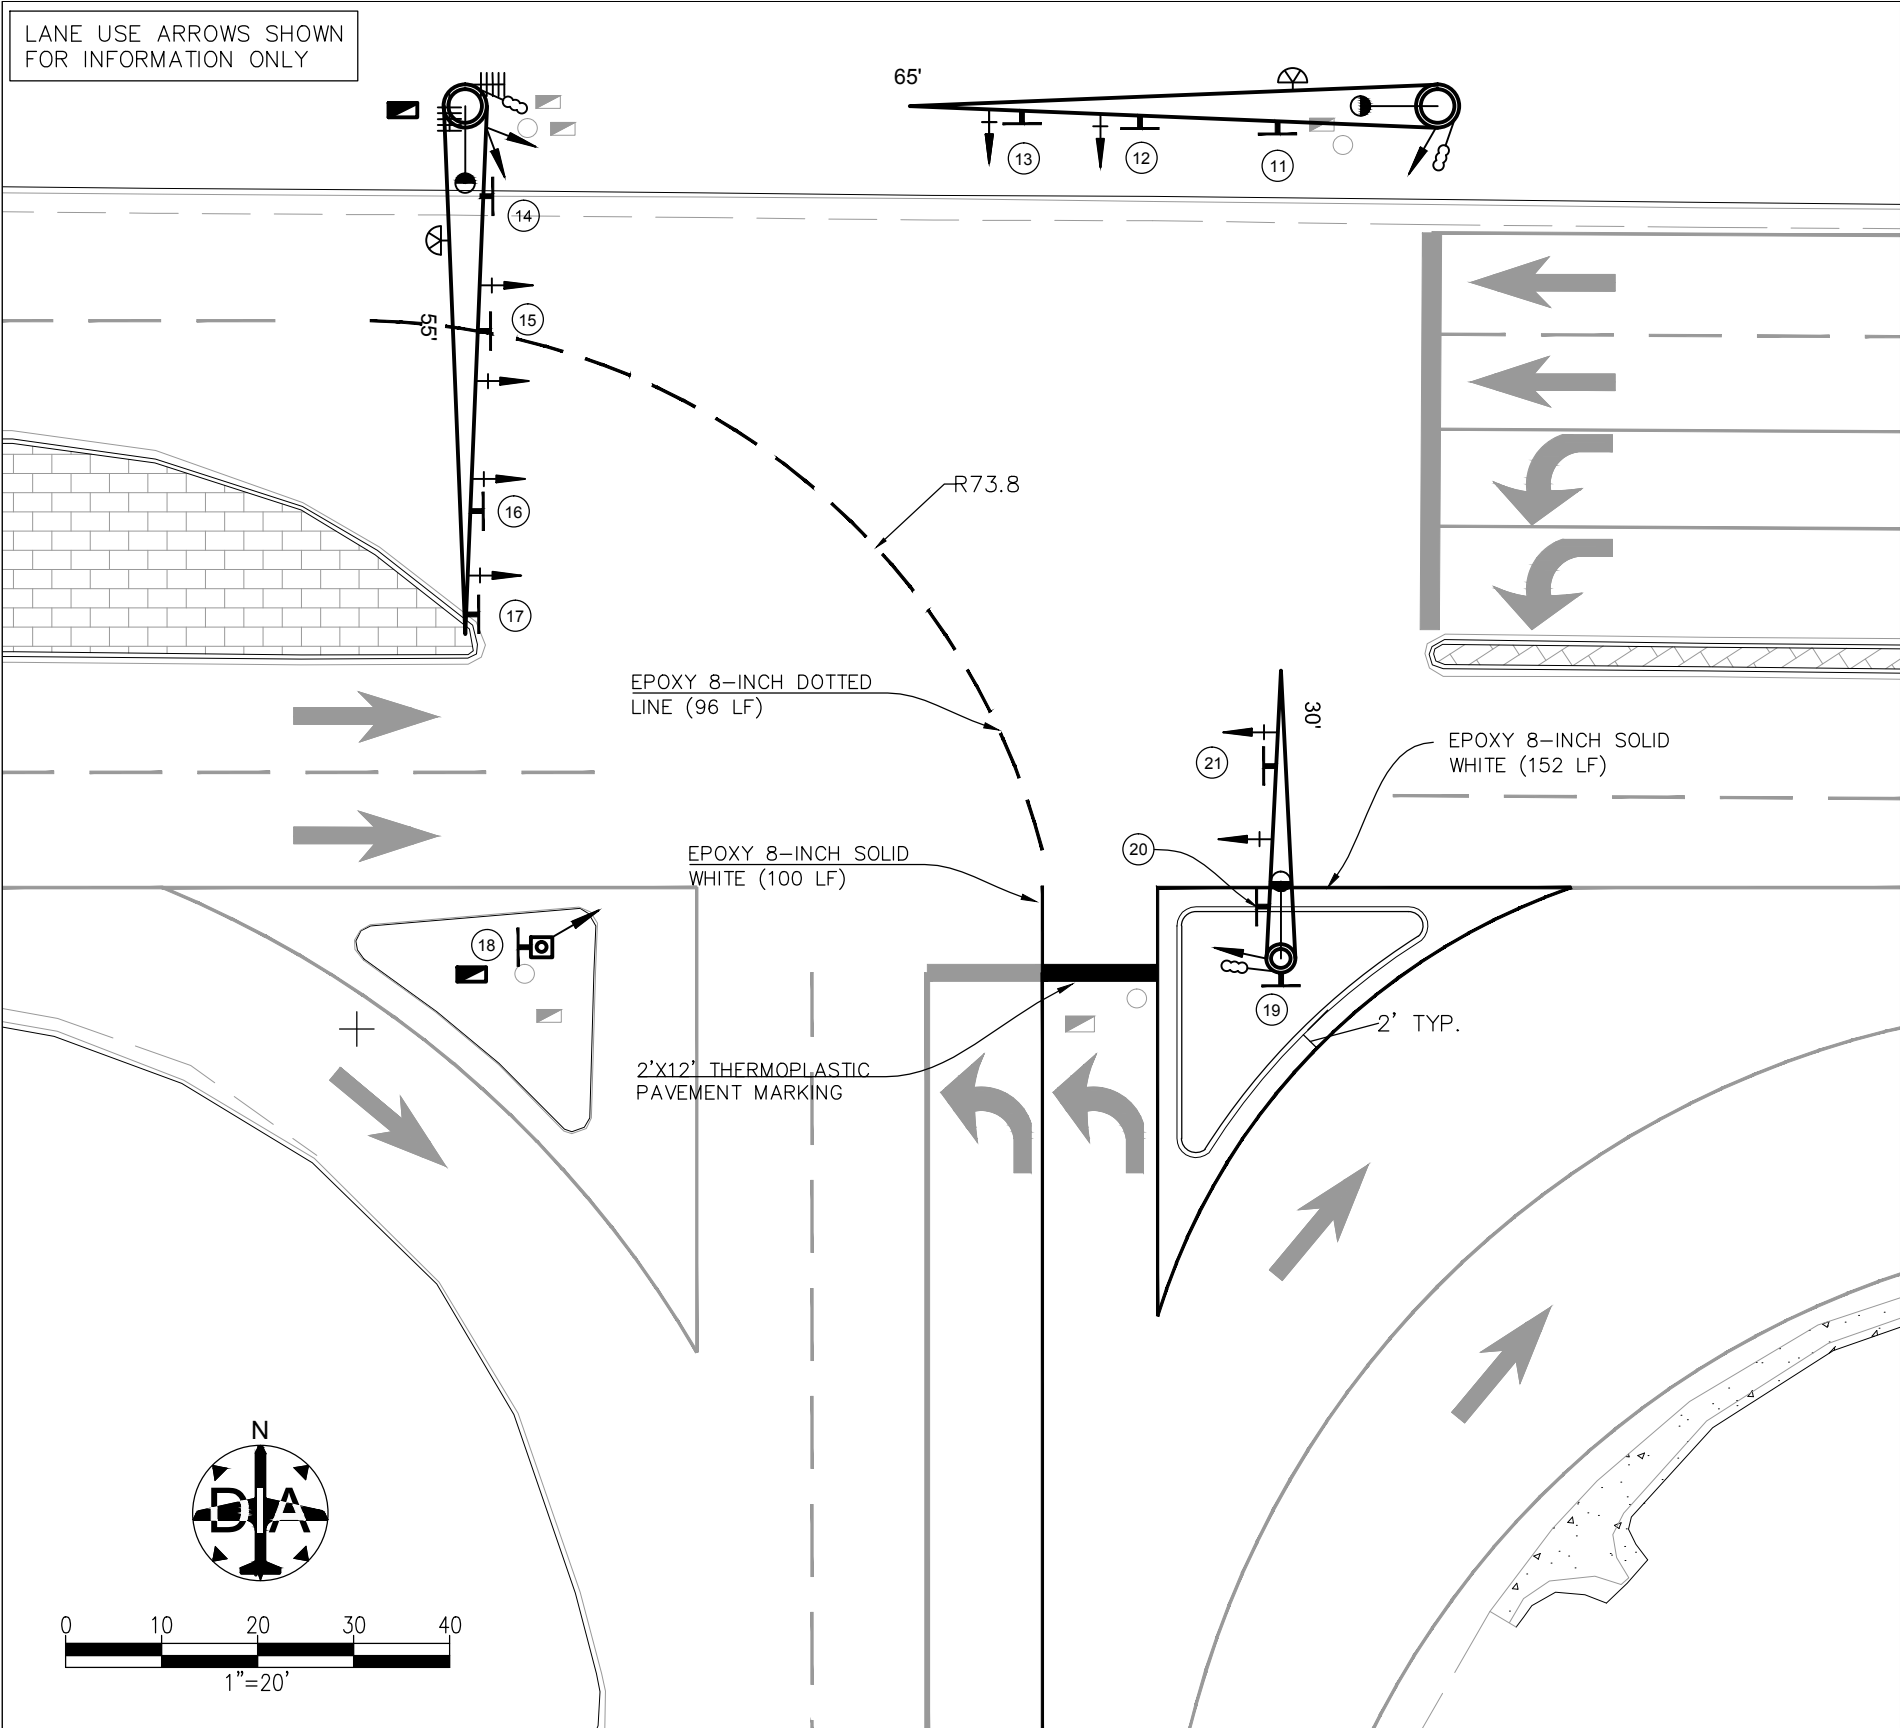 LANE USE ARROWS SHOWN
FOR INFORMATION ONLY
65'
13
12
11
14
15
55'
16
17
R73.8
EPOXY 8-INCH DOTTED
LINE (96 LF)
30'
21
EPOXY 8-INCH SOLID
WHITE (152 LF)
20
EPOXY 8-INCH SOLID
WHITE (100 LF)
18
19
2' TYP.
2'X12' THERMOPLASTIC
PAVEMENT MARKING
N
D A
0 10 20 30 40
1"=20'